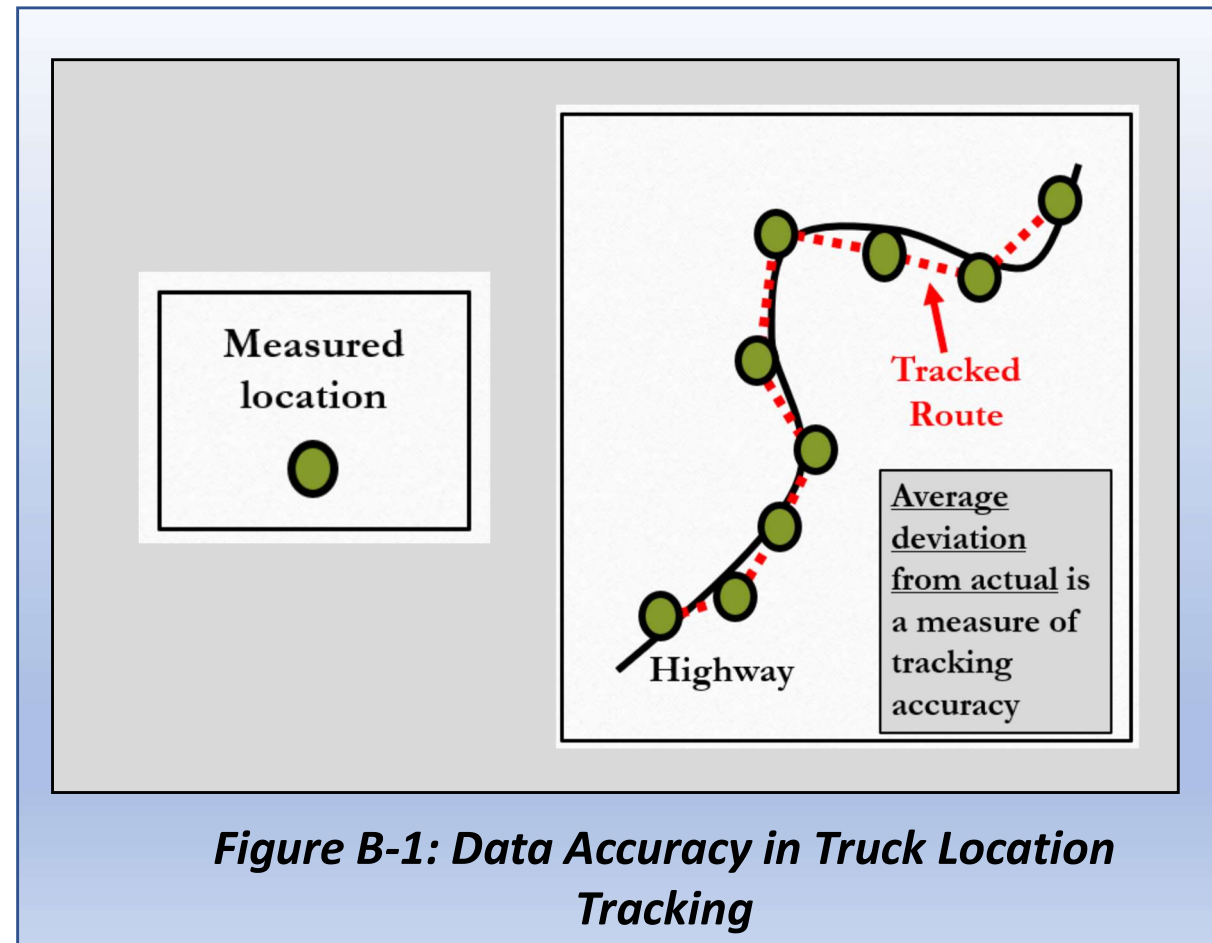 Measured
location
Tracked
Route
Highway
Average
deviation
from actual is
a measure of
tracking
accuracy
Figure B-1: Data Accuracy in Truck Location
Tracking